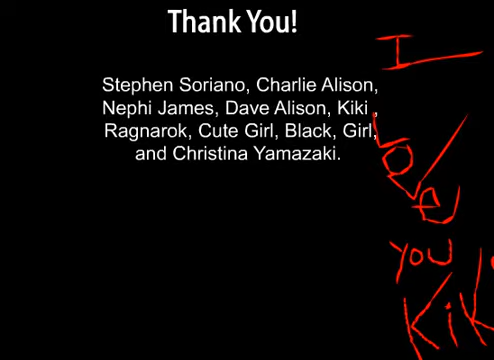 Thank You!
Stephen Soriano, Charlie Alison,
Nephi James, Dave Alison, Kiki ,
Ragnarok, Cute Girl, Black, Girl,
and Christina Yamazaki.
I
love
you
Kik